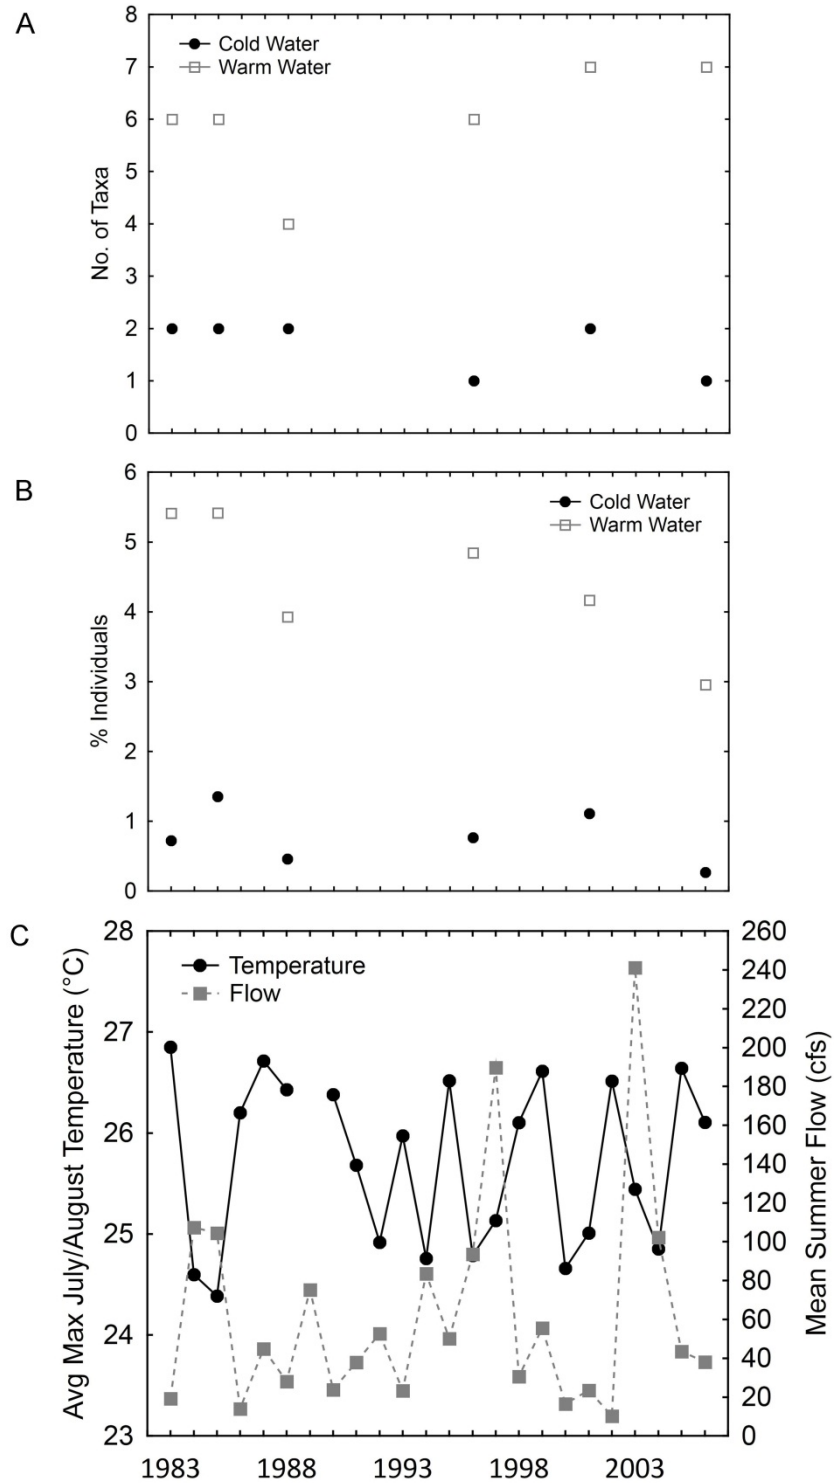 A
Cold Water
Warm Water
8
7
6
5
4
3
2
1
0
No. of Taxa
B
Cold Water
Warm Water
6
5
4
3
2
1
0
% Individuals
C
Temperature
Flow
28
27
26
25
24
23
Avg Max July/August Temperature (°C)
260
240
220
200
180
160
140
120
100
80
60
40
20
0
Mean Summer Flow (cfs)
1983 1988 1993 1998 2003